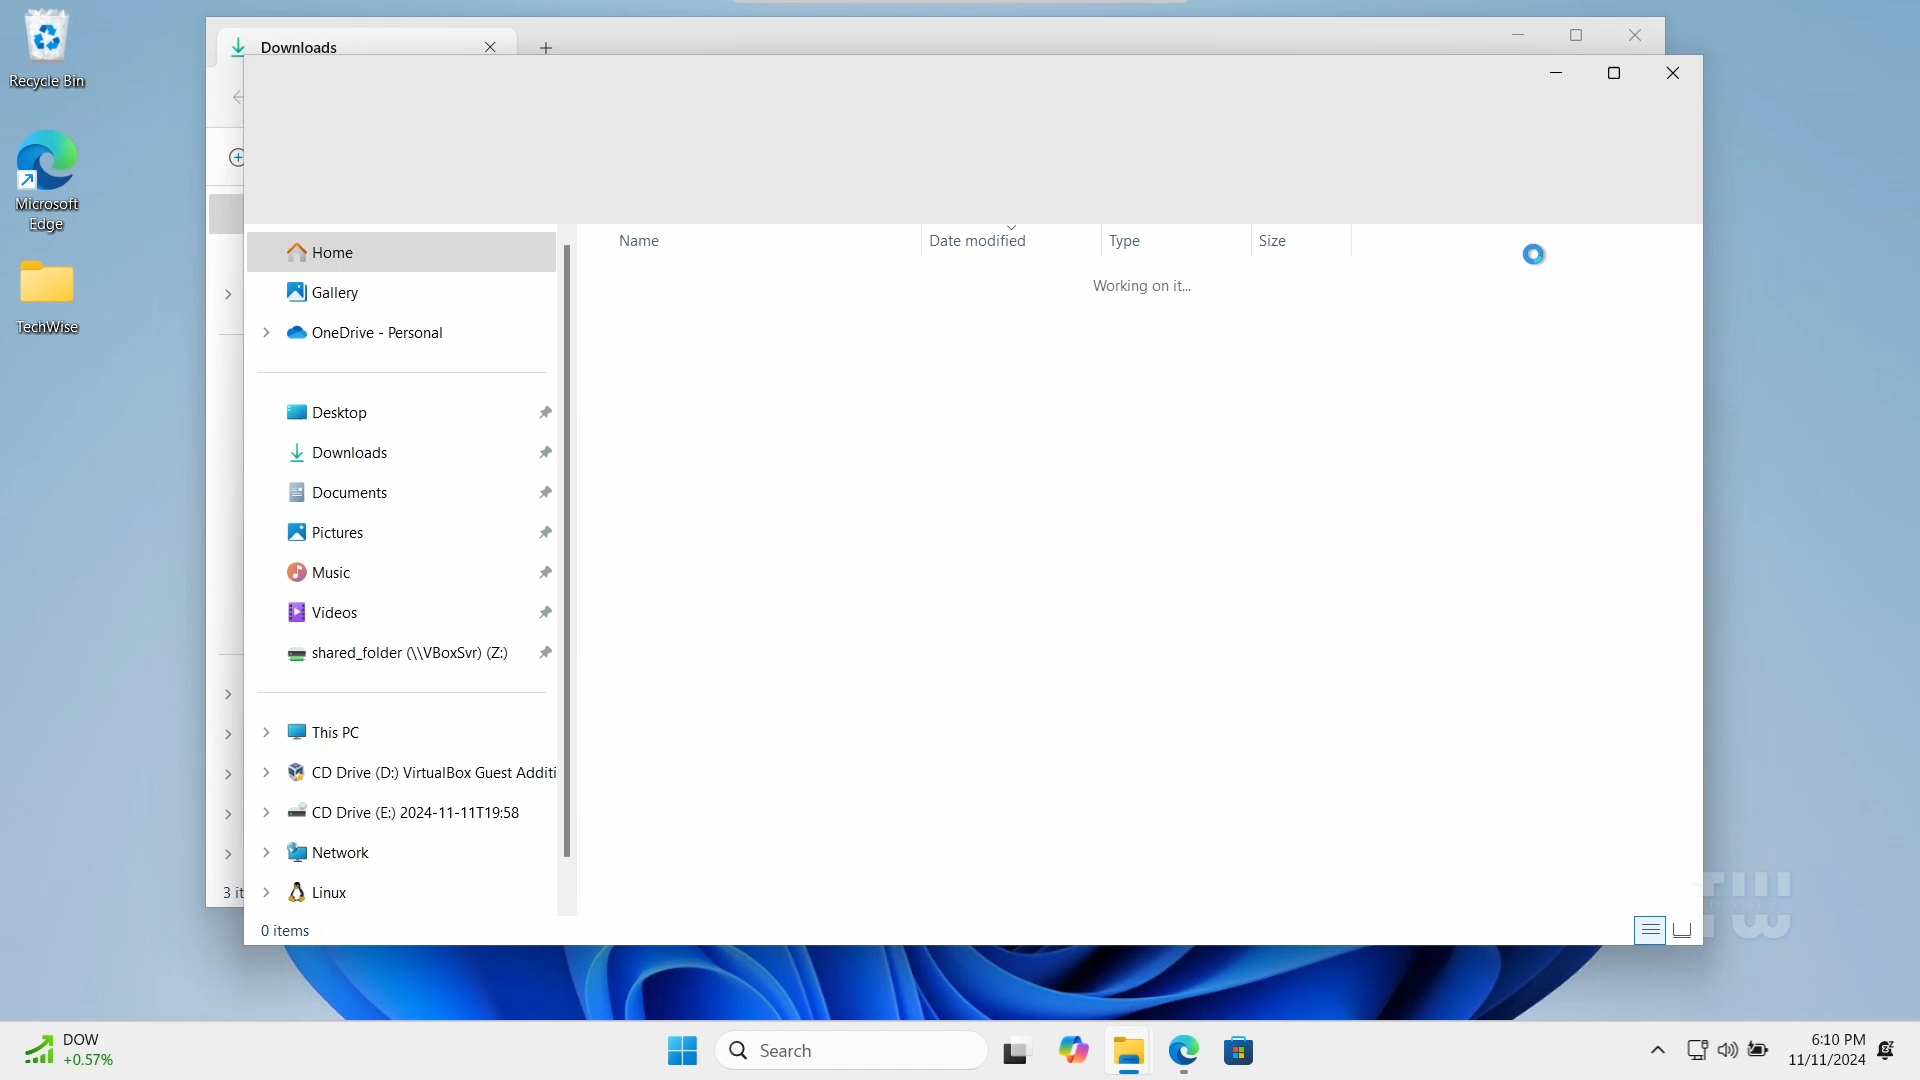 Recycle Bin
Microsoft
Edge
TechWise
Downloads
Home
Gallery
OneDrive - Personal
Desktop
Downloads
Documents
Pictures
Music
Videos
shared_folder (\\VBoxSvr) (Z:)
This PC
CD Drive (D:) VirtualBox Guest Additi
CD Drive (E:) 2024-11-11T19:58
Network
Linux
Name
Date modified
Type
Size
Working on it...
3 it
0 items
TW
DOW
+0.57%
Search
6:10 PM
11/11/2024